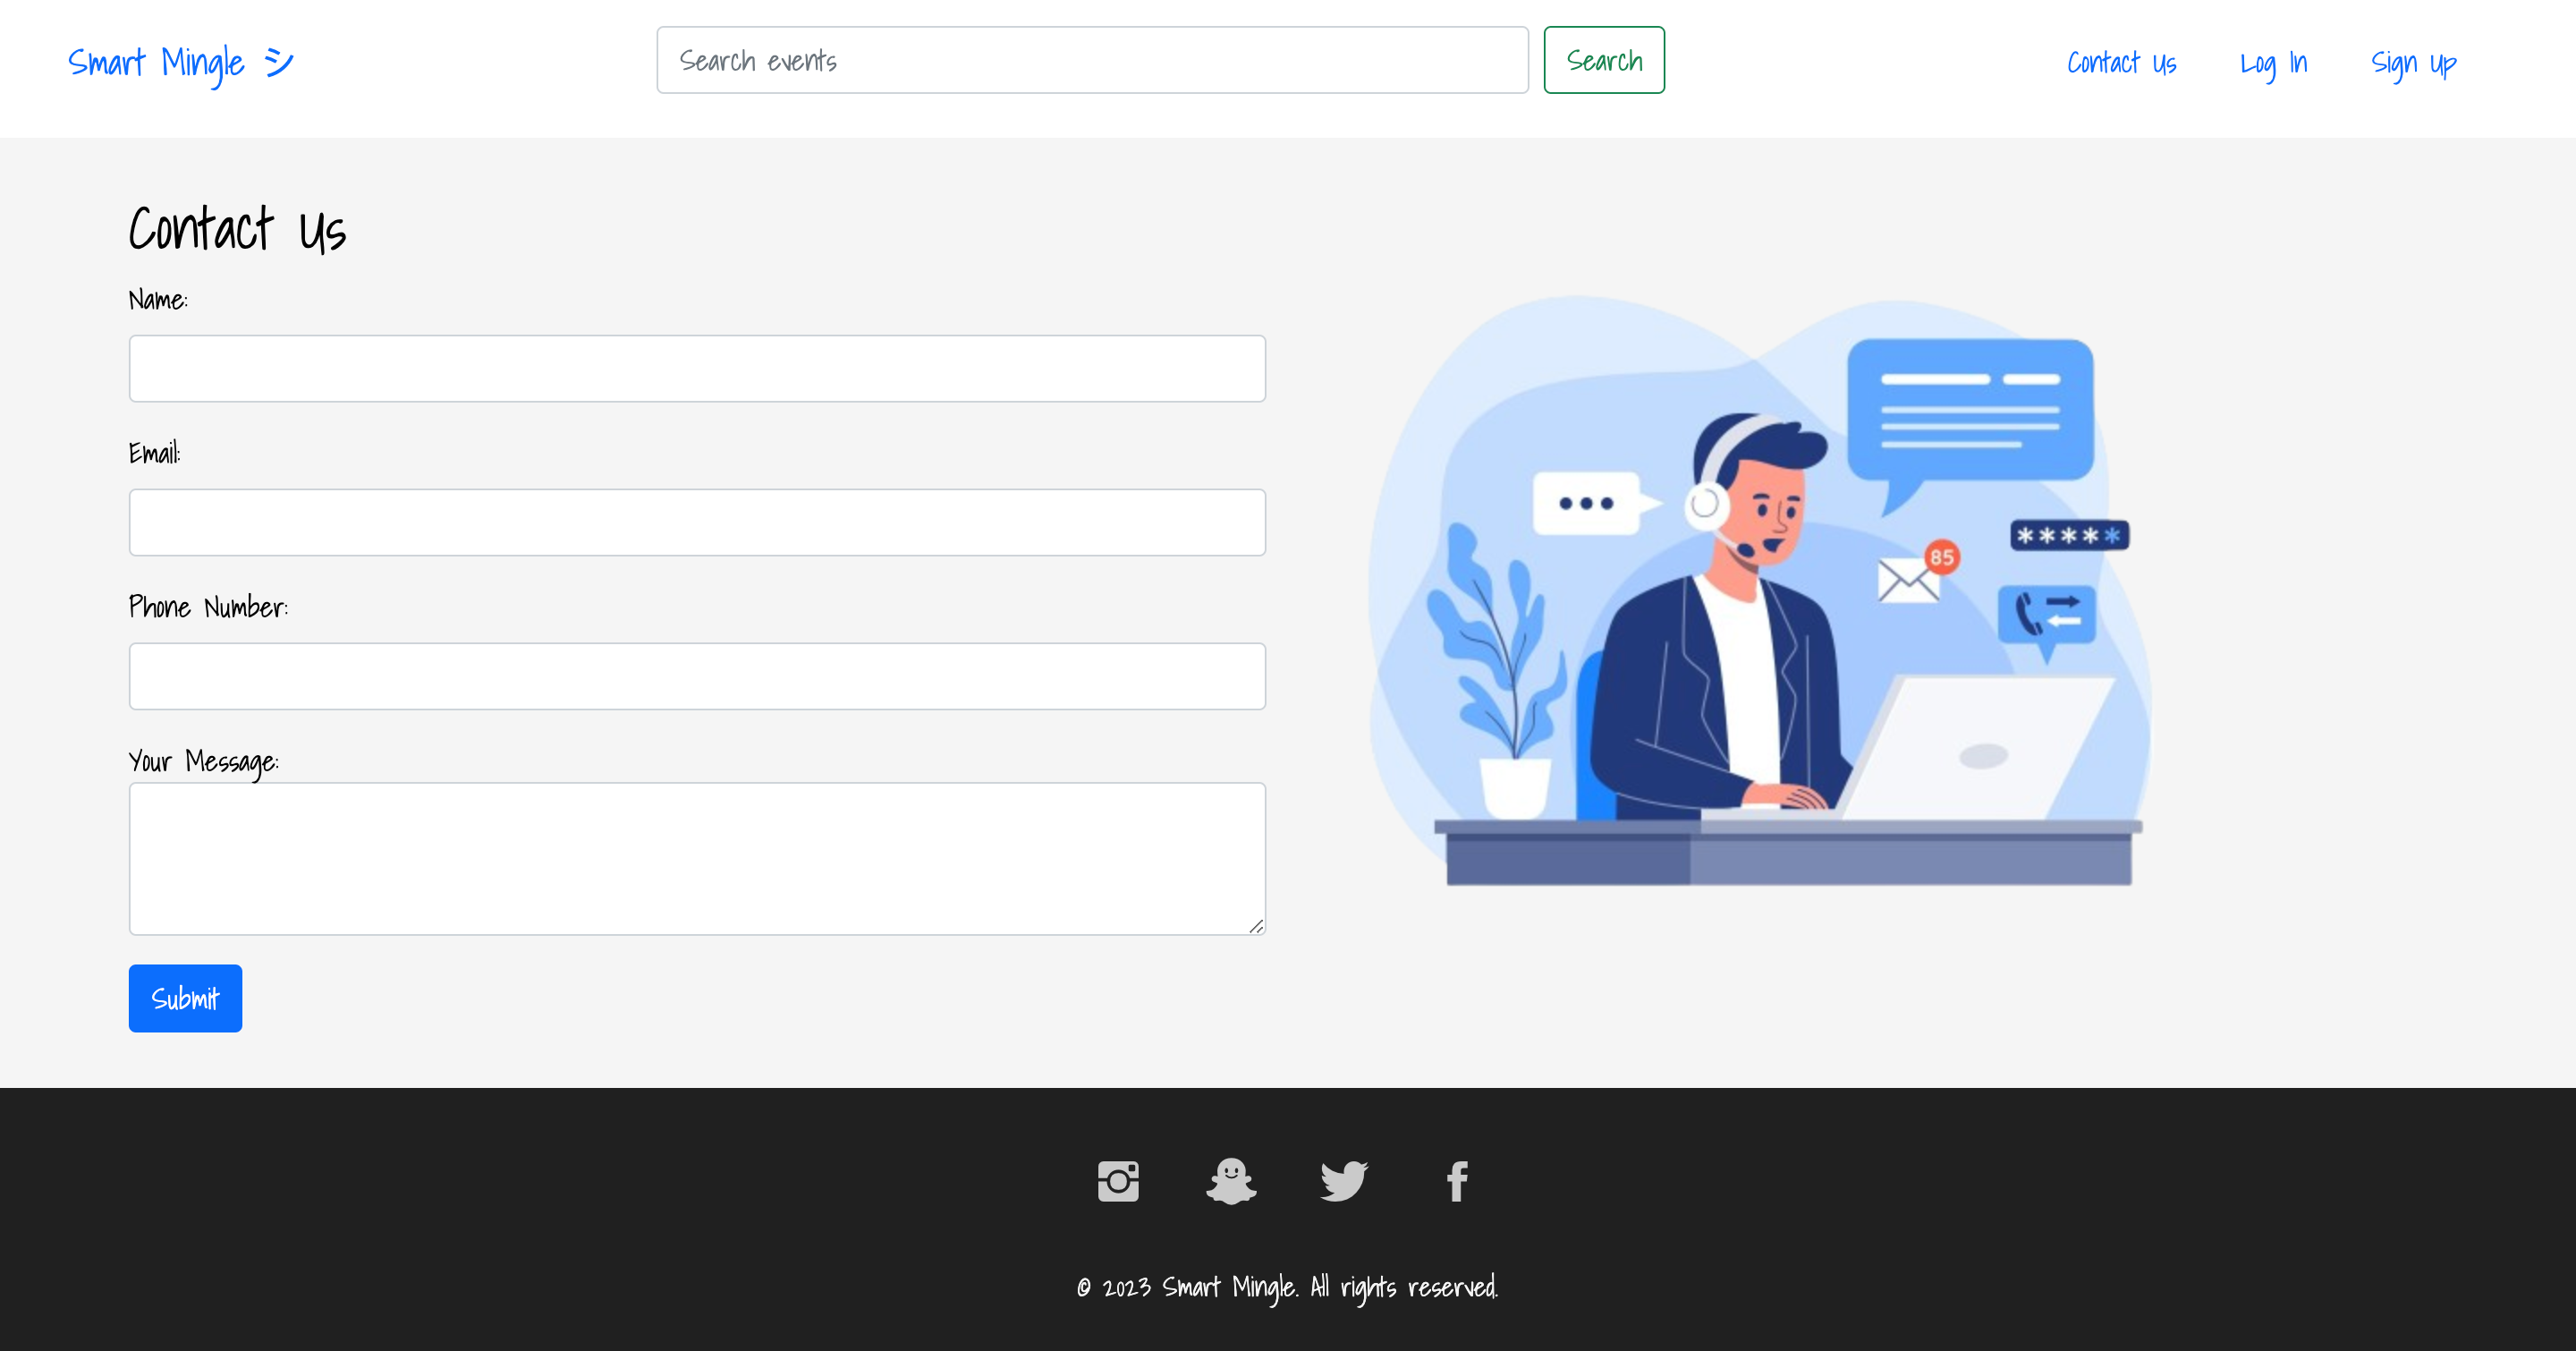 Smart Mingle シ
Search events
Search
Contact Us
Log In
Sign Up
Contact Us
Name:
Email:
Phone Number:
Your Message:
Submit
*****
85
© 2023 Smart Mingle. All rights reserved.